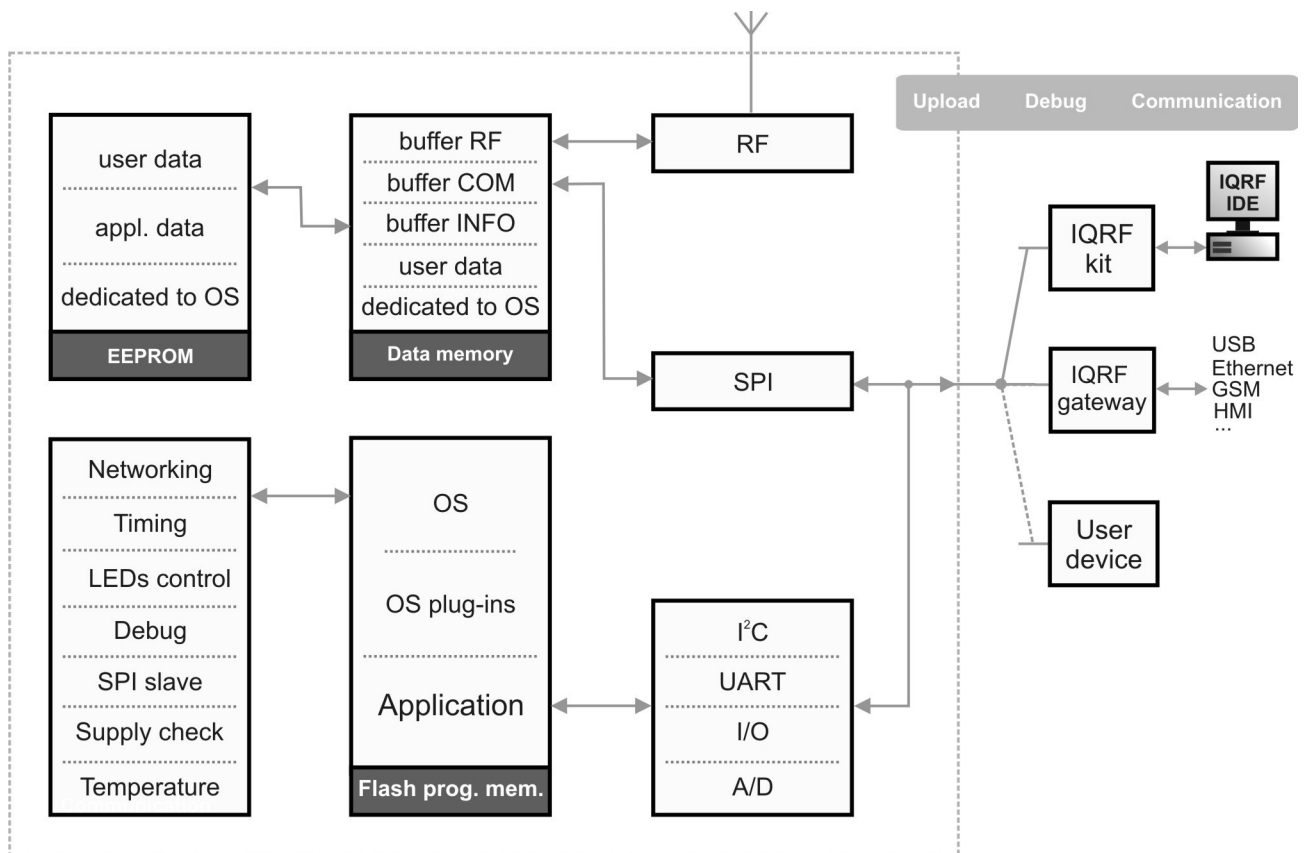 Upload Debug Communication
user data
appl. data
dedicated to OS
EEPROM
buffer RF
buffer COM
buffer INFO
user data
dedicated to OS
Data memory
RF
SPI
IQRF
IDE
IQRF
kit
IQRF
gateway
USB
Ethernet
GSM
HMI
...
User
device
Networking
Timing
LEDs control
Debug
SPI slave
Supply check
Temperature
OS
OS plug-ins
Application
Flash prog. mem.
I²C
UART
I/O
A/D